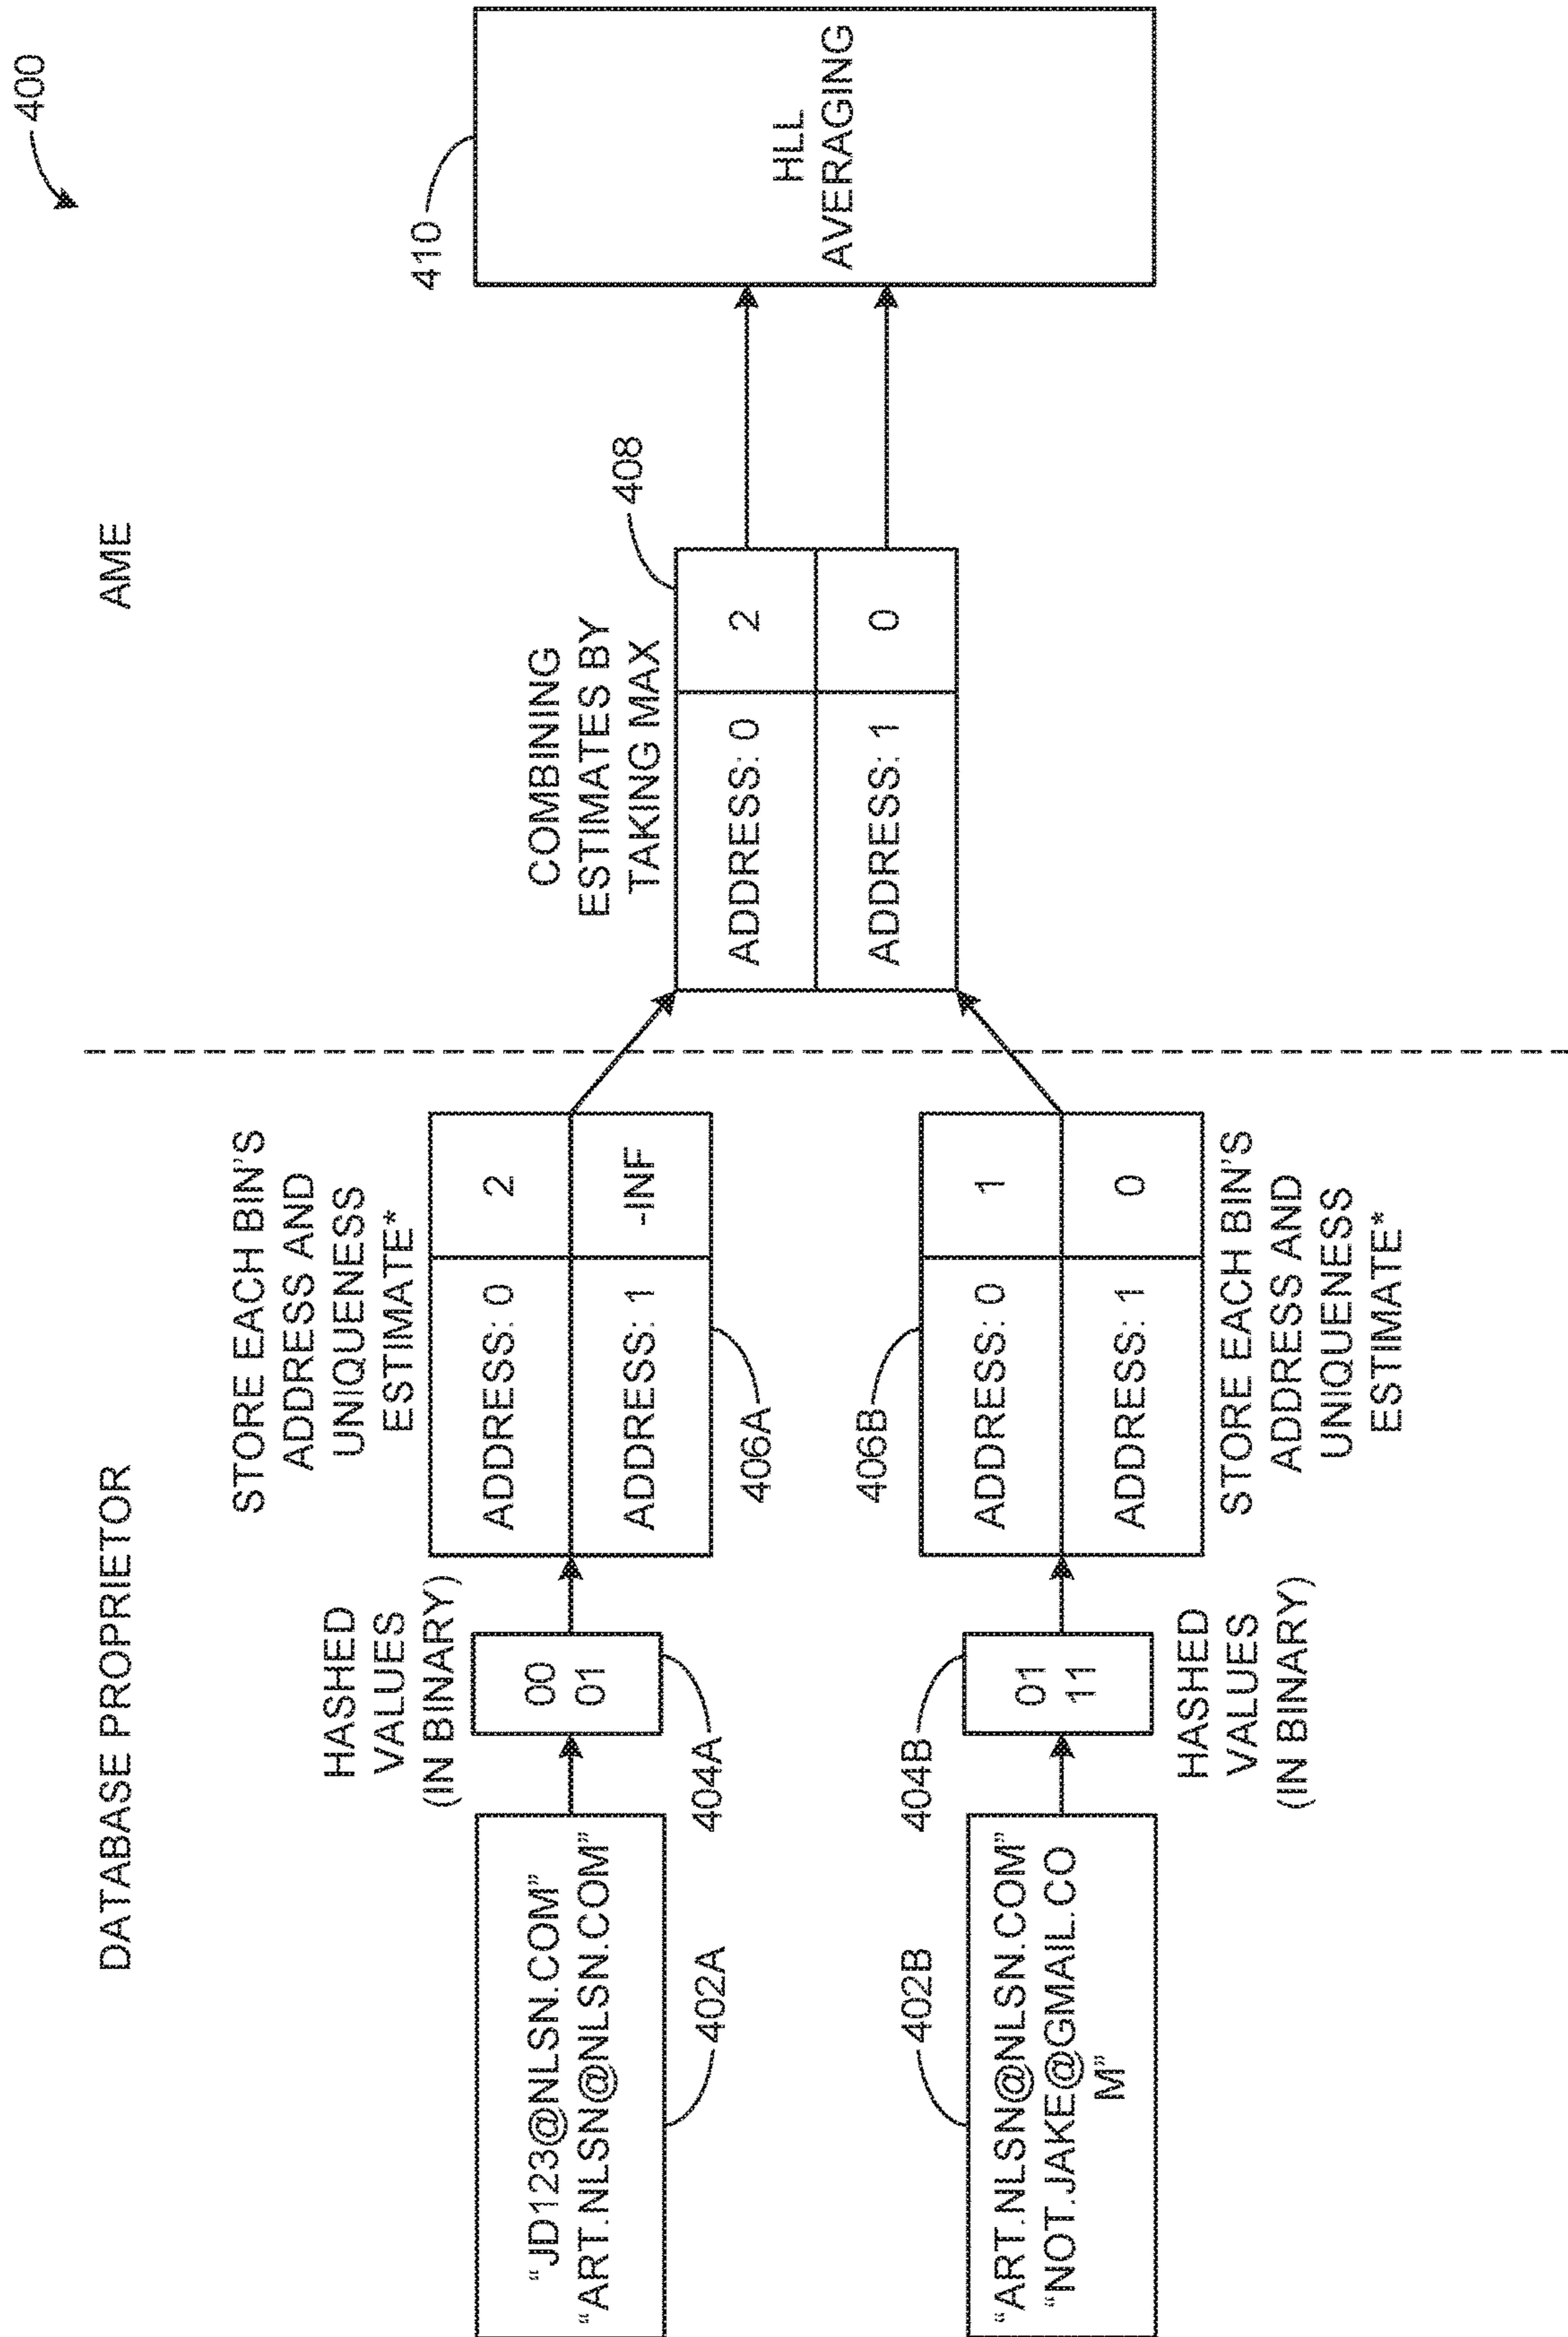 400
DATABASE PROPRIETOR
AME
"JD123@NLSN.COM"
"ART.NLSN@NLSN.COM"
402A
HASHED
VALUES
(IN BINARY)
00
01
404A
STORE EACH BIN'S
ADDRESS AND
UNIQUENESS
ESTIMATE*
ADDRESS: 0
2
ADDRESS: 1
-INF
406A
COMBINING
ESTIMATES BY
TAKING MAX
408
ADDRESS: 0
2
ADDRESS: 1
0
410
HLL
AVERAGING
402B
"ART.NLSN@NLSN.COM"
"NOT.JAKE@GMAIL.CO
M"
404B
01
11
HASHED
VALUES
(IN BINARY)
406B
ADDRESS: 0
1
ADDRESS: 1
0
STORE EACH BIN'S
ADDRESS AND
UNIQUENESS
ESTIMATE*